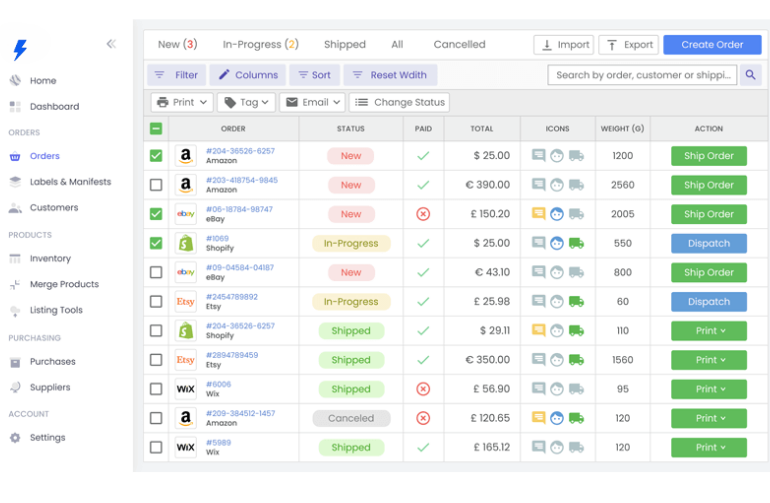 New (3) In-Progress (2) Shipped All Cancelled Import Export Create Order
Filter Columns Sort Reset Wdith Search by order, customer or shippi...
Print Tag Email Change Status
Home
Dashboard
ORDERS
Orders
Labels & Manifests
Customers
PRODUCTS
Inventory
Merge Products
Listing Tools
PURCHASING
Purchases
Suppliers
ACCOUNT
Settings
ORDER STATUS PAID TOTAL ICONS WEIGHT (G) ACTION
a #204-36526-6257 Amazon New $ 25.00 1200 Ship Order
a #203-418754-9845 Amazon New € 390.00 2560 Ship Order
ebay #06-18784-98747 eBay New £ 150.20 2005 Ship Order
#1069 Shopify In-Progress $ 25.00 550 Dispatch
ebay #09-04584-04187 eBay New € 43.10 800 Ship Order
Etsy #2454789892 Etsy In-Progress £ 25.98 60 Dispatch
#204-36526-6257 Shopify Shipped $ 29.11 110 Print
Etsy #2894789459 Etsy Shipped € 350.00 1560 Print
WiX #6006 Wix Shipped £ 56.90 95 Print
a #209-384512-1457 Amazon Canceled £ 120.65 120 Print
WiX #5989 Wix Shipped £ 165.12 120 Print